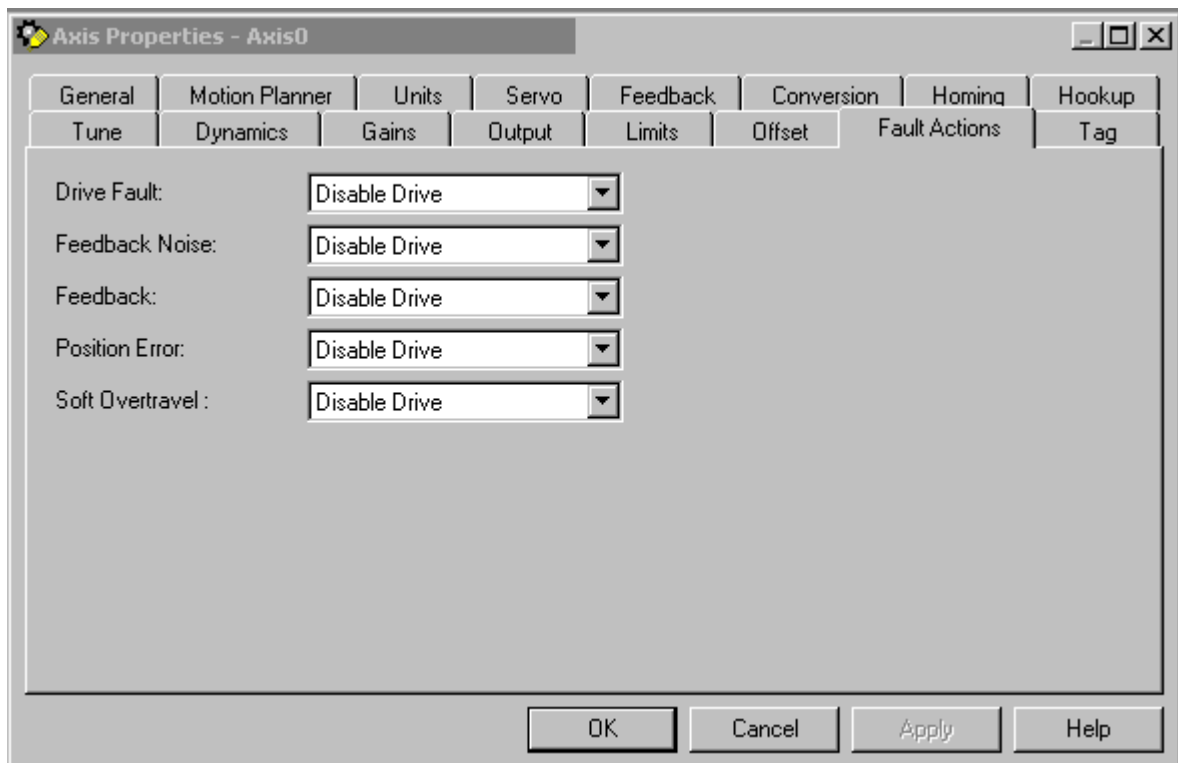 Axis Properties - Axis0
General Motion Planner Units Servo Feedback Conversion Homing Hookup
Tune Dynamics Gains Output Limits Offset Fault Actions Tag
Drive Fault: Disable Drive
Feedback Noise: Disable Drive
Feedback: Disable Drive
Position Error: Disable Drive
Soft Overtravel : Disable Drive
OK Cancel Apply Help